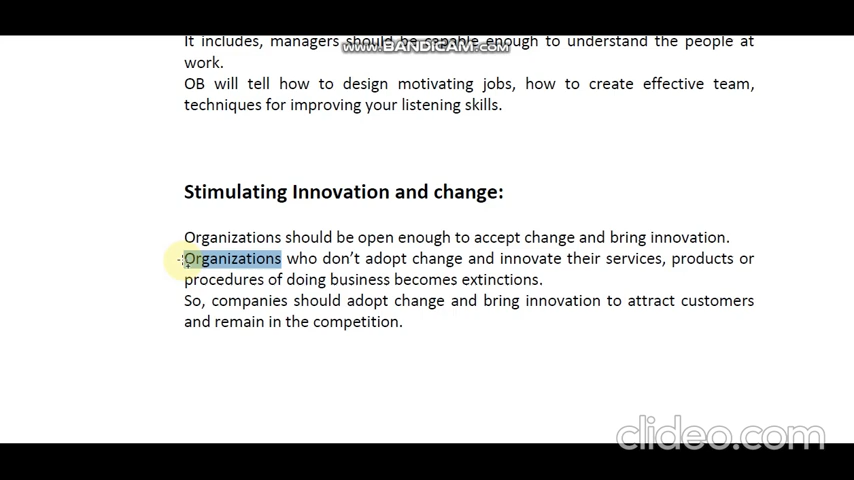 It includes, managers should be capable enough to understand the people at
www.BANDICAM.com
work.
OB will tell how to design motivating jobs, how to create effective team,
techniques for improving your listening skills.
Stimulating Innovation and change:
Organizations should be open enough to accept change and bring innovation.
Organizations who don’t adopt change and innovate their services, products or
procedures of doing business becomes extinctions.
So, companies should adopt change and bring innovation to attract customers
and remain in the competition.
clideo.com